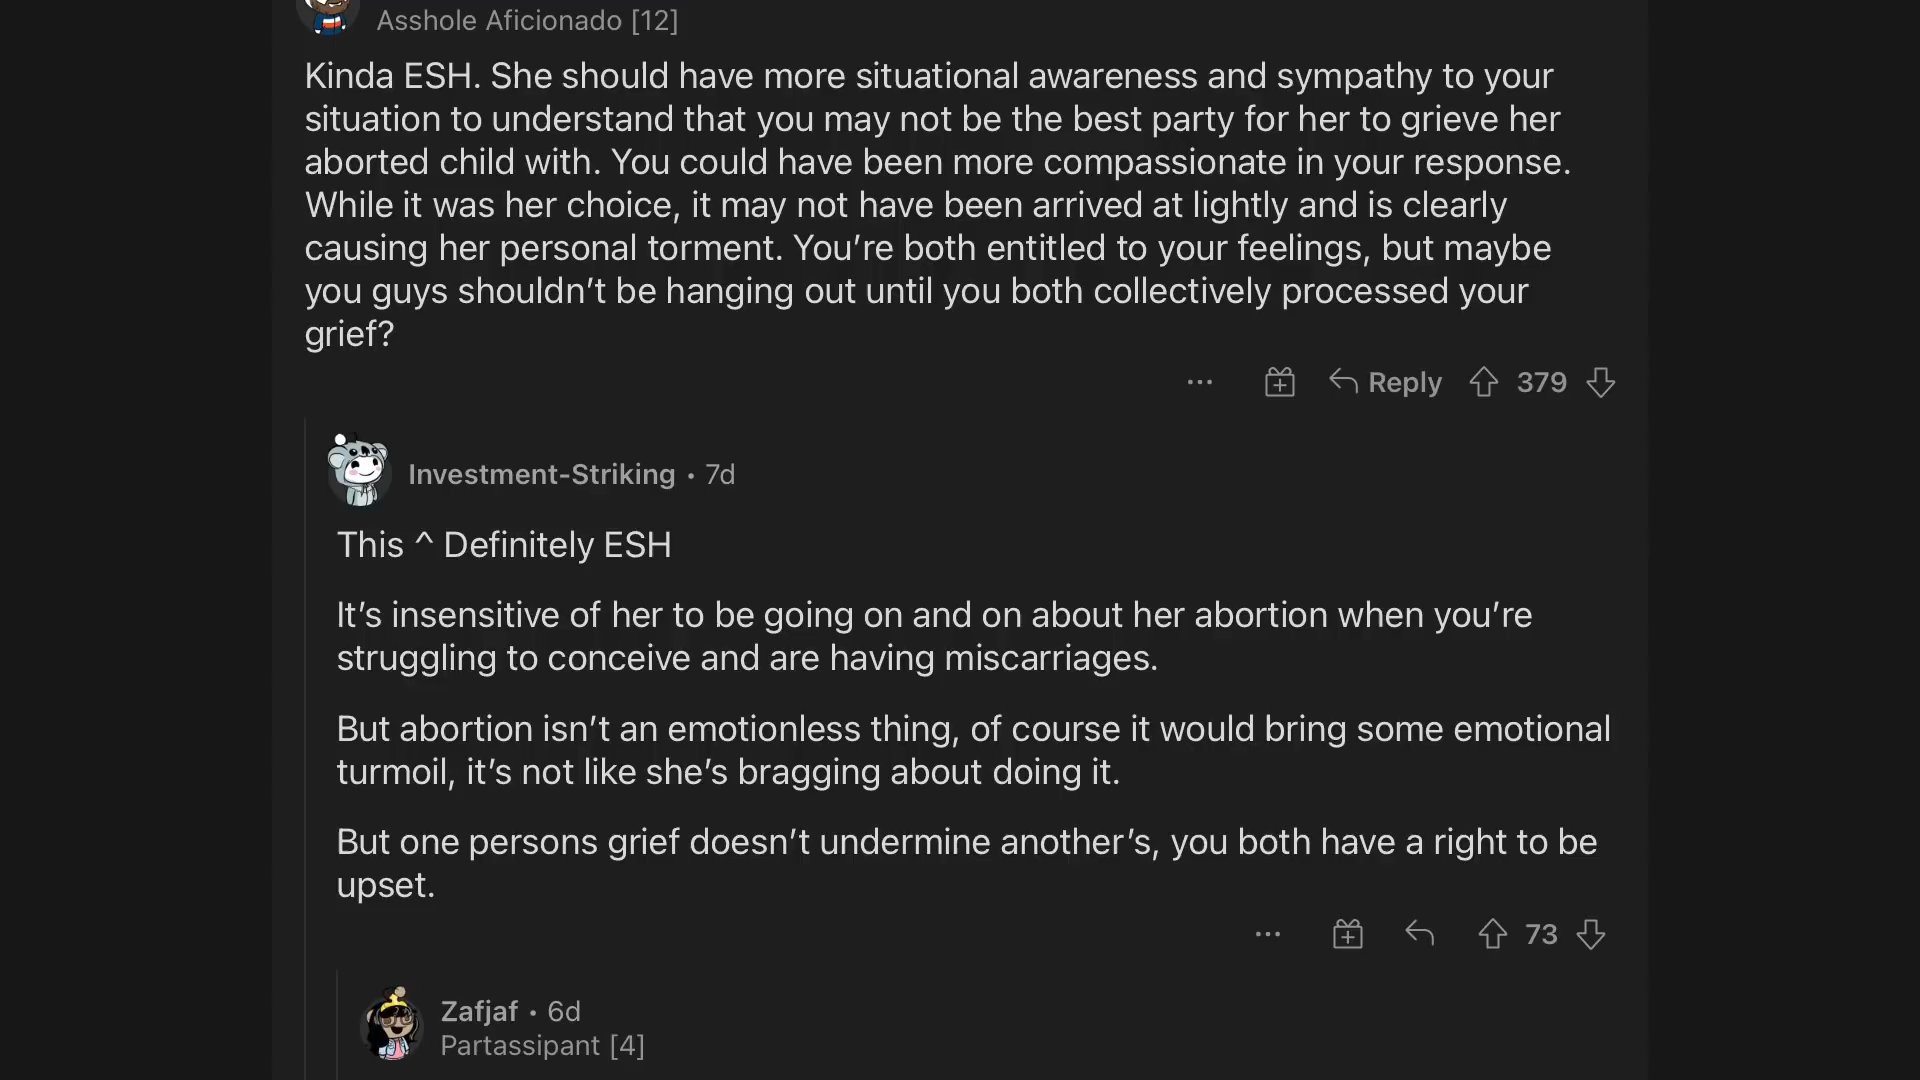 Asshole Aficionado [12]
Kinda ESH. She should have more situational awareness and sympathy to your
situation to understand that you may not be the best party for her to grieve her
aborted child with. You could have been more compassionate in your response.
While it was her choice, it may not have been arrived at lightly and is clearly
causing her personal torment. You’re both entitled to your feelings, but maybe
you guys shouldn’t be hanging out until you both collectively processed your
grief?
Reply 379
Investment-Striking • 7d
This ^ Definitely ESH
It’s insensitive of her to be going on and on about her abortion when you’re
struggling to conceive and are having miscarriages.
But abortion isn’t an emotionless thing, of course it would bring some emotional
turmoil, it’s not like she’s bragging about doing it.
But one persons grief doesn’t undermine another’s, you both have a right to be
upset.
73
Zafjaf • 6d
Partassipant [4]